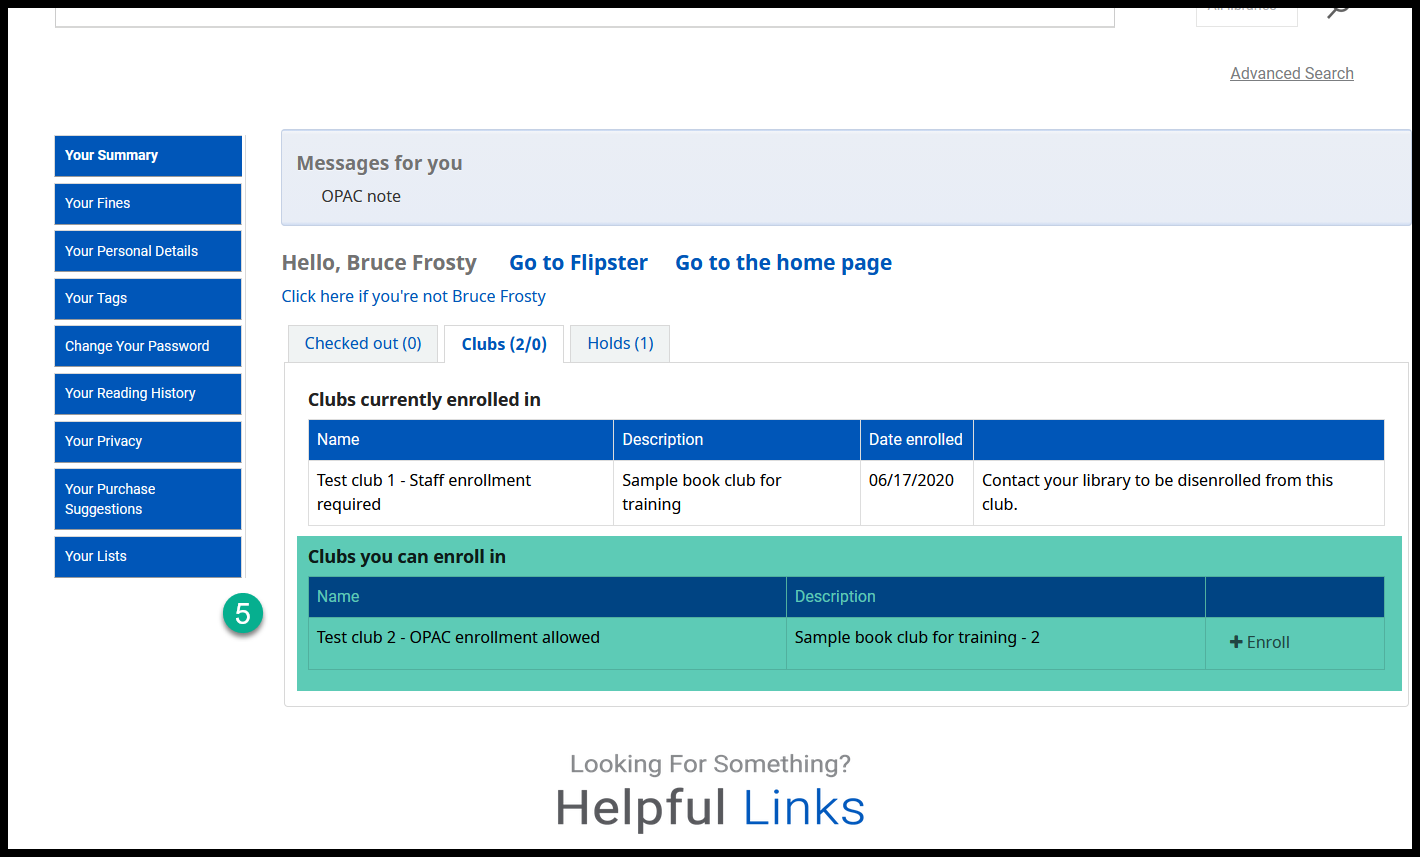 Advanced Search
Your Summary
Your Fines
Your Personal Details
Your Tags
Change Your Password
Your Reading History
Your Privacy
Your Purchase
Suggestions
Your Lists
Messages for you
OPAC note
Hello, Bruce Frosty Go to Flipster Go to the home page
Click here if you're not Bruce Frosty
Checked out (0) Clubs (2/0) Holds (1)
Clubs currently enrolled in
Name Description Date enrolled
Test club 1 - Staff enrollment Sample book club for 06/17/2020 Contact your library to be disenrolled from this
required training club.
Clubs you can enroll in
Name Description
5
Test club 2 - OPAC enrollment allowed Sample book club for training - 2 Enroll
Looking For Something?
Helpful Links